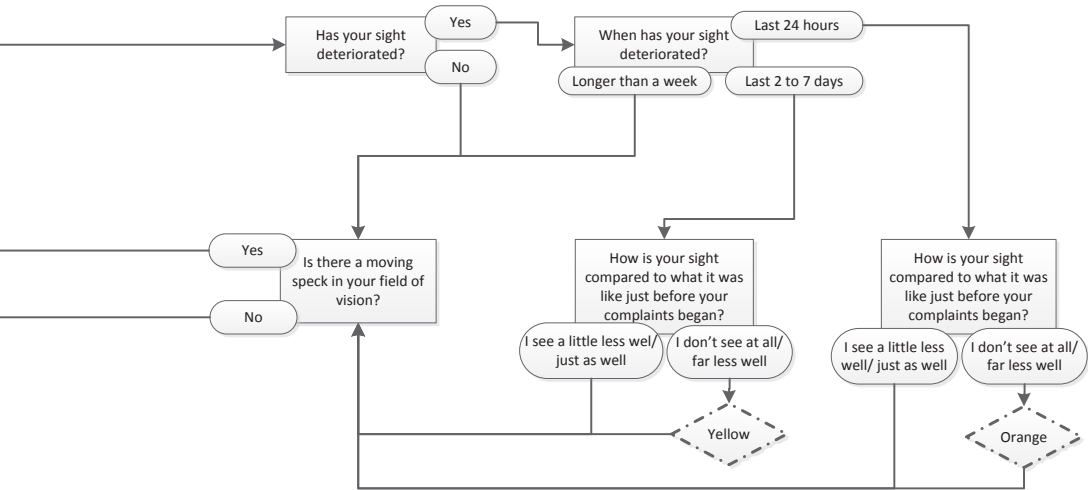 Has your sight
deteriorated?
Yes
No
When has your sight
deteriorated?
Last 24 hours
Longer than a week
Last 2 to 7 days
Yes
Is there a moving
speck in your field of
vision?
No
How is your sight
compared to what it was
like just before your
complaints began?
I see a little less wel/
just as well
I don't see at all/
far less well
Yellow
How is your sight
compared to what it was
like just before your
complaints began?
I see a little less
well/ just as well
I don't see at all/
far less well
Orange